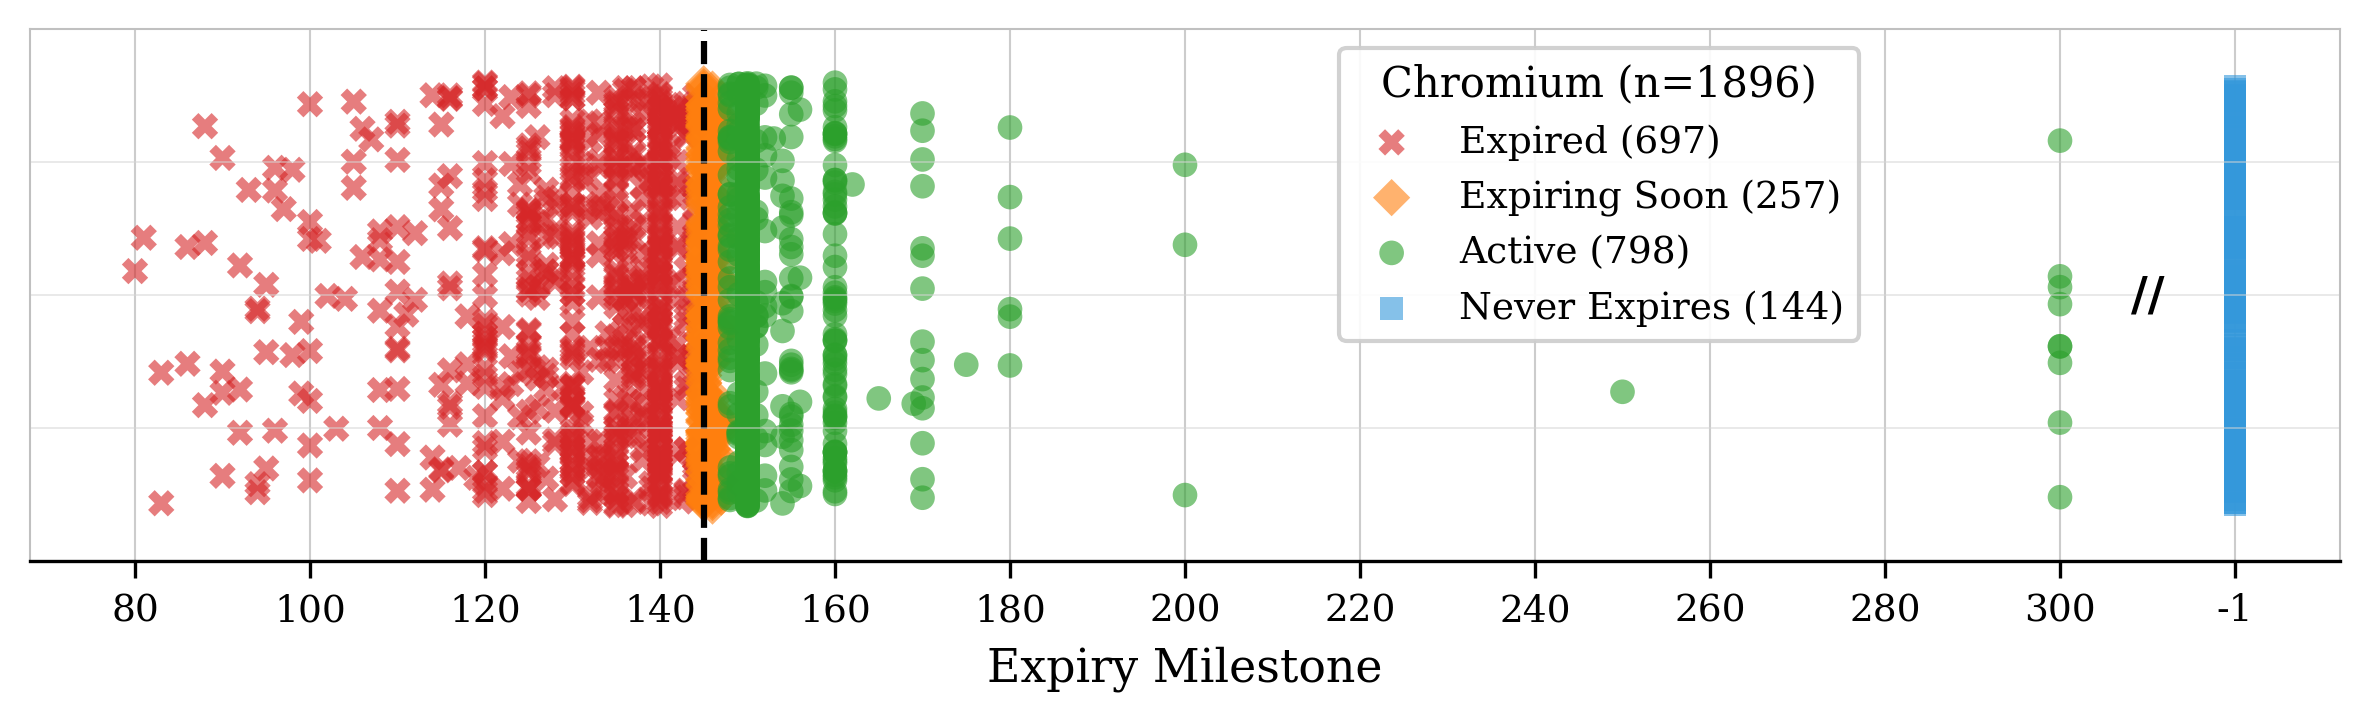 Chromium (n=1896)
Expired (697)
Expiring Soon (257)
Active (798)
Never Expires (144)
//
80 100 120 140 160 180 200 220 240 260 280 300 -1
Expiry Milestone